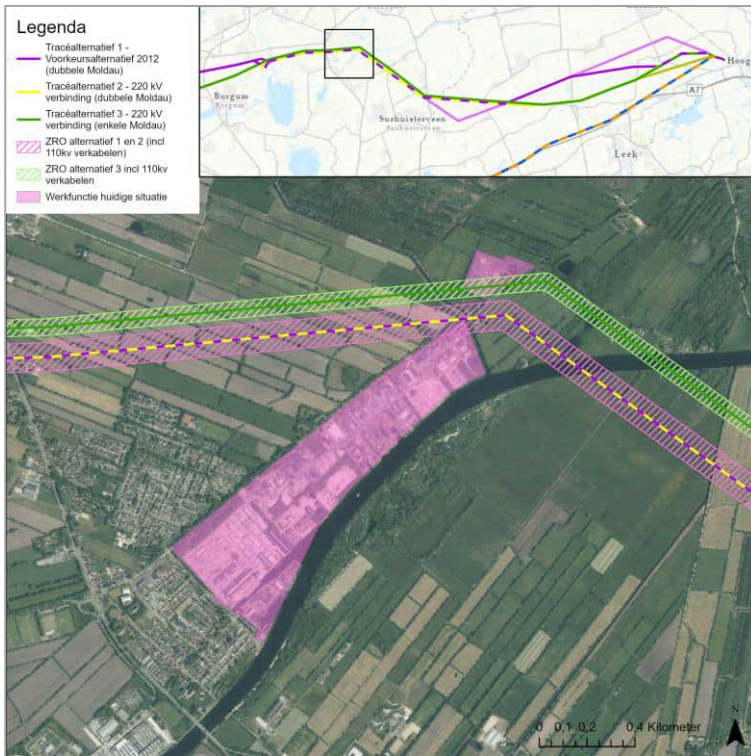 Legenda
Tracéalternatief 1 -
Voorkeursalternatief 2012
(dubbele Moldau)
Tracéalternatief 2 - 220 kV
verbinding (dubbele Moldau)
Tracéalternatief 3 - 220 kV
verbinding (enkele Moldau)
ZRO alternatief 1 en 2 (incl
110kv verkabelen)
ZRO alternatief 3 incl 110kv
verkabelen
Werkfunctie huidige situatie
Burgum
Bergum
Surhuisterveen
A7
Hoog
Leek
N
0 0,1 0,2 0,4 Kilometer